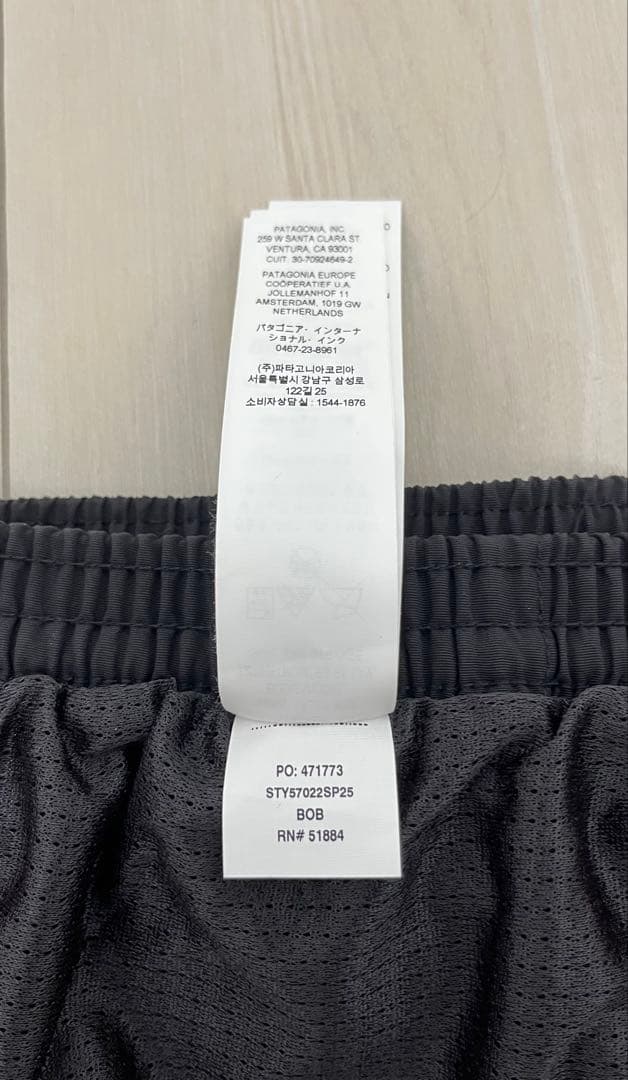 PATAGONIA, INC.
259 W SANTA CLARA ST
VENTURA, CA 93001
CUIT: 30-70924649-2
PATAGONIA EUROPE
COÖPERATIEF U.A.
JOLLEMANHOF 11
AMSTERDAM, 1019 GW
NETHERLANDS
パタゴニア・インターナ
ショナル・インク
0467-23-8961
(주)파타고니아코리아
서울특별시 강남구 삼성로
122길 25
소비자상담실 : 1544-1876
PO: 471773
STY57022SP25
BOB
RN# 51884